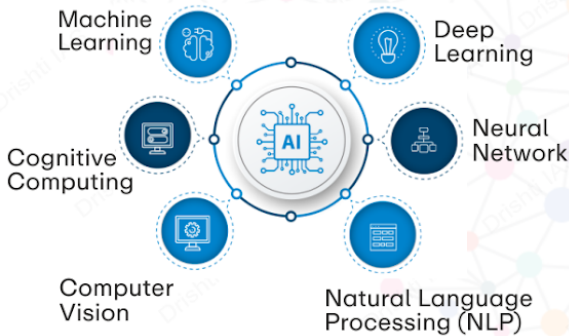 Machine
Learning
Deep
Learning
AI
Cognitive
Computing
Neural
Network
Computer
Vision
Natural Language
Processing (NLP)